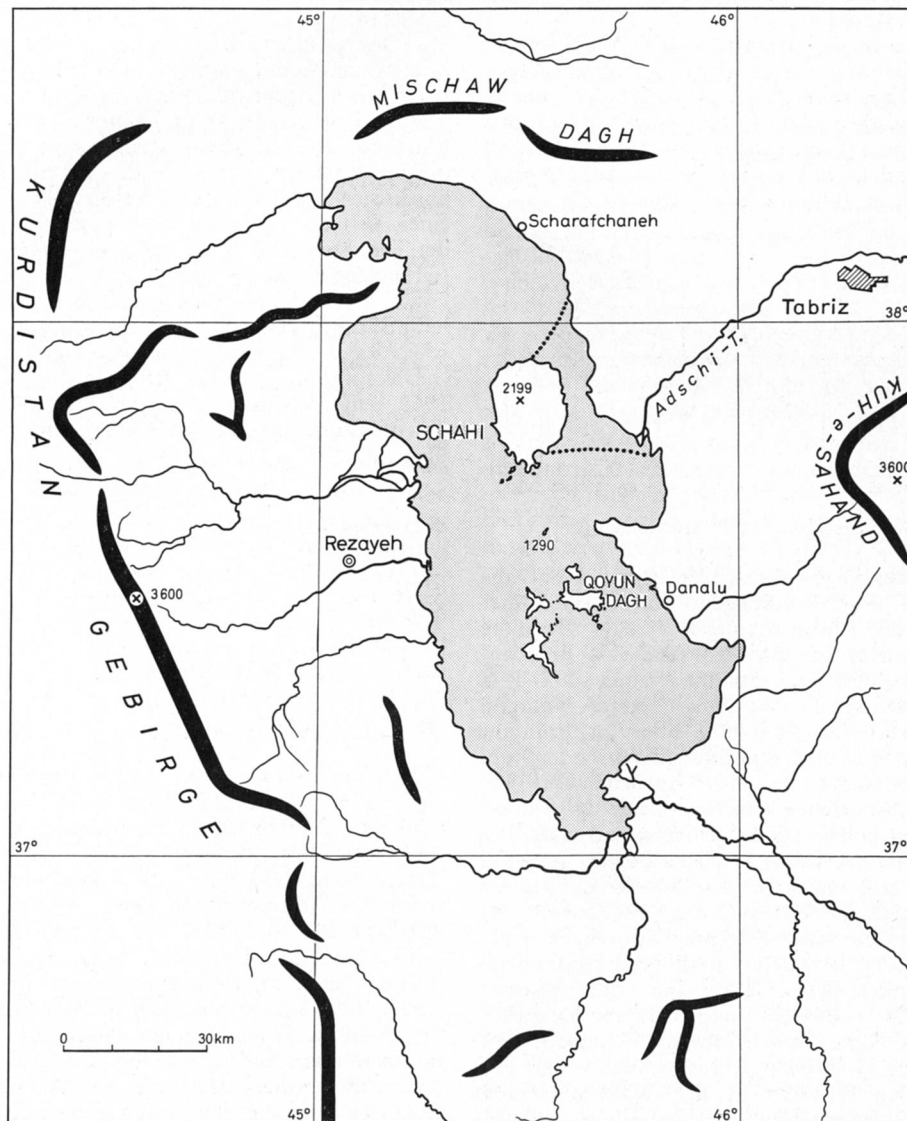 45°
46°
MISCHAW
DAGH
KURDISTAN
Scharafchaneh
Tabriz
38°
Adschi-T.
2199
SCHAHI
KUH-e-SAHAND
3600
1290
Rezayeh
QOYUN
DAGH
Danalu
3600
GEBIRGE
37°
37°
0 30km
45°
46°